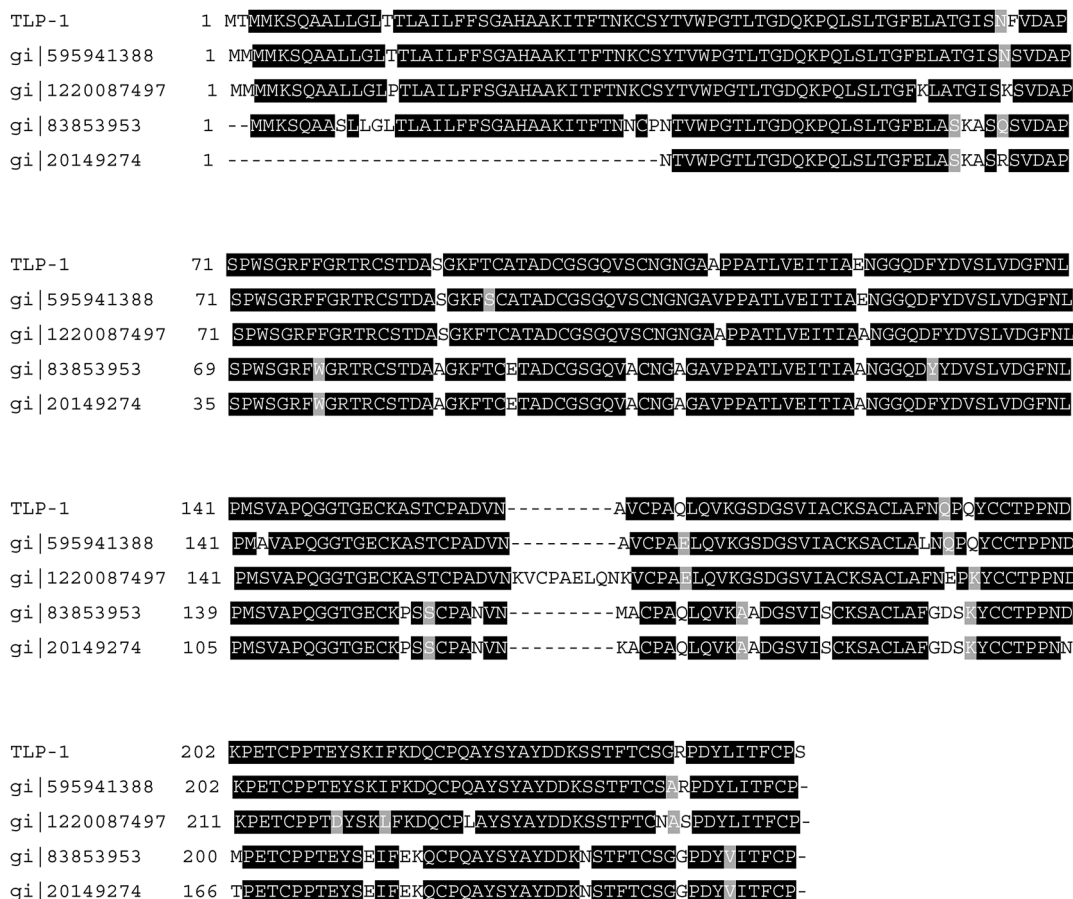 TLP-1 1 MTMMKSQAALLGLTTLAILFFSGAHAAKITFTNKCSYTVWPGTLTGDQKPQLSLTGFELATGISNFVDAP
gi|595941388 1 MMMMKSQAALLGLTTLAILFFSGAHAAKITFTNKCSYTVWPGTLTGDQKPQLSLTGFELATGISNSVDAP
gi|1220087497 1 MMMMKSQAALLGLPTLAILFFSGAHAAKITFTNKCSYTVWPGTLTGDQKPQLSLTGFKLATGISKSVDAP
gi|83853953 1 --MMKSQAASLLGLTLAILFFSGAHAAKITFTNNCPNTVWPGTLTGDQKPQLSLTGFELASKASQSVDAP
gi|20149274 1 ------------------------------------NTVWPGTLTGDQKPQLSLTGFELASKASRSVDAP
TLP-1 71 SPWSGRFFGRTRCSTDASGKFTCATADCGSGQVSCNGNGAAPPATLVEITIAENGGQDFYDVSLVDGFNL
gi|595941388 71 SPWSGRFFGRTRCSTDASGKFSCATADCGSGQVSCNGNGAVPPATLVEITIAENGGQDFYDVSLVDGFNL
gi|1220087497 71 SPWSGRFFGRTRCSTDASGKFTCATADCGSGQVSCNGNGAAPPATLVEITIAANGGQDFYDVSLVDGFNL
gi|83853953 69 SPWSGRFWGRTRCSTDAAGKFTCETADCGSGQVACNGAGAVPPATLVEITIAANGGQDYYDVSLVDGFNL
gi|20149274 35 SPWSGRFWGRTRCSTDAAGKFTCETADCGSGQVACNGAGAVPPATLVEITIAANGGQDFYDVSLVDGFNL
TLP-1 141 PMSVAPQGGTGECKASTCPADVN---------AVCPAQLQVKGSDGSVIACKSACLAFNQPQYCCTPPND
gi|595941388 141 PMAVAPQGGTGECKASTCPADVN---------AVCPAELQVKGSDGSVIACKSACLALNQPQYCCTPPND
gi|1220087497 141 PMSVAPQGGTGECKASTCPADVNKVCPAELQNKVCPAELQVKGSDGSVIACKSACLAFNEPKYCCTPPND
gi|83853953 139 PMSVAPQGGTGECKPSSCPANVN---------MACPAQLQVKAADGSVISCKSACLAFGDSKYCCTPPND
gi|20149274 105 PMSVAPQGGTGECKPSSCPANVN---------KACPAQLQVKAADGSVISCKSACLAFGDSKYCCTPPNN
TLP-1 202 KPETCPPTEYSKIFKDQCPQAYSYAYDDKSSTFTCSGRPDYLITFCPS
gi|595941388 202 KPETCPPTEYSKIFKDQCPQAYSYAYDDKSSTFTCSARPDYLITFCP-
gi|1220087497 211 KPETCPPTDYSKLFKDQCPLAYSYAYDDKSSTFTCNASPDYLITFCP-
gi|83853953 200 MPETCPPTEYSEIFEKQCPQAYSYAYDDKNSTFTCSGGPDYVITFCP-
gi|20149274 166 TPETCPPTEYSEIFEKQCPQAYSYAYDDKNSTFTCSGGPDYVITFCP-